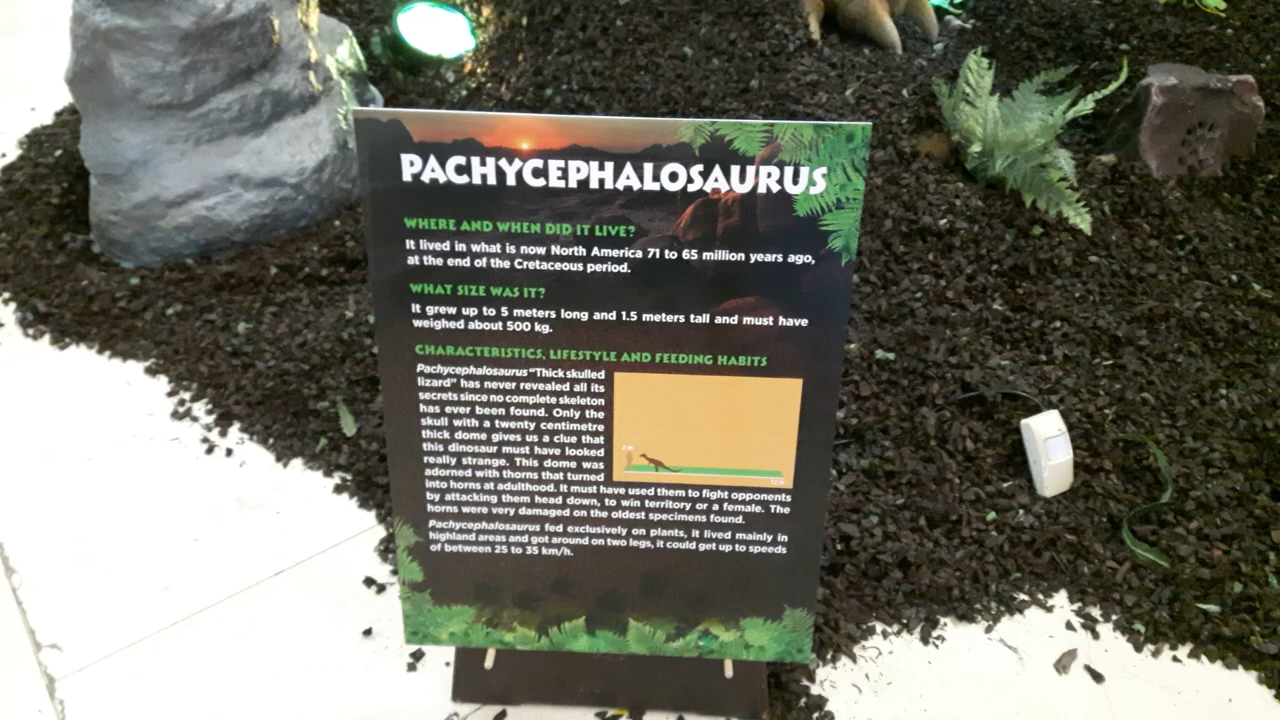 PACHYCEPHALOSAURUS
WHERE AND WHEN DID IT LIVE?
It lived in what is now North America 71 to 65 million years ago,
at the end of the Cretaceous period.
WHAT SIZE WAS IT?
It grew up to 5 meters long and 1.5 meters tall and must have
weighed about 500 kg.
CHARACTERISTICS, LIFESTYLE AND FEEDING HABITS
Pachycephalosaurus "Thick skulled
lizard" has never revealed all its
secrets since no complete skeleton
has ever been found. Only the
skull with a twenty centimetre
thick dome gives us a clue that
this dinosaur must have looked
really strange. This dome was
adorned with thorns that turned
into horns at adulthood. It must have used them to fight opponents
by attacking them head down, to win territory or a female. The
horns were very damaged on the oldest specimens found.
Pachycephalosaurus fed exclusively on plants, it lived mainly in
highland areas and got around on two legs, it could get up to speeds
of between 25 to 35 km/h.